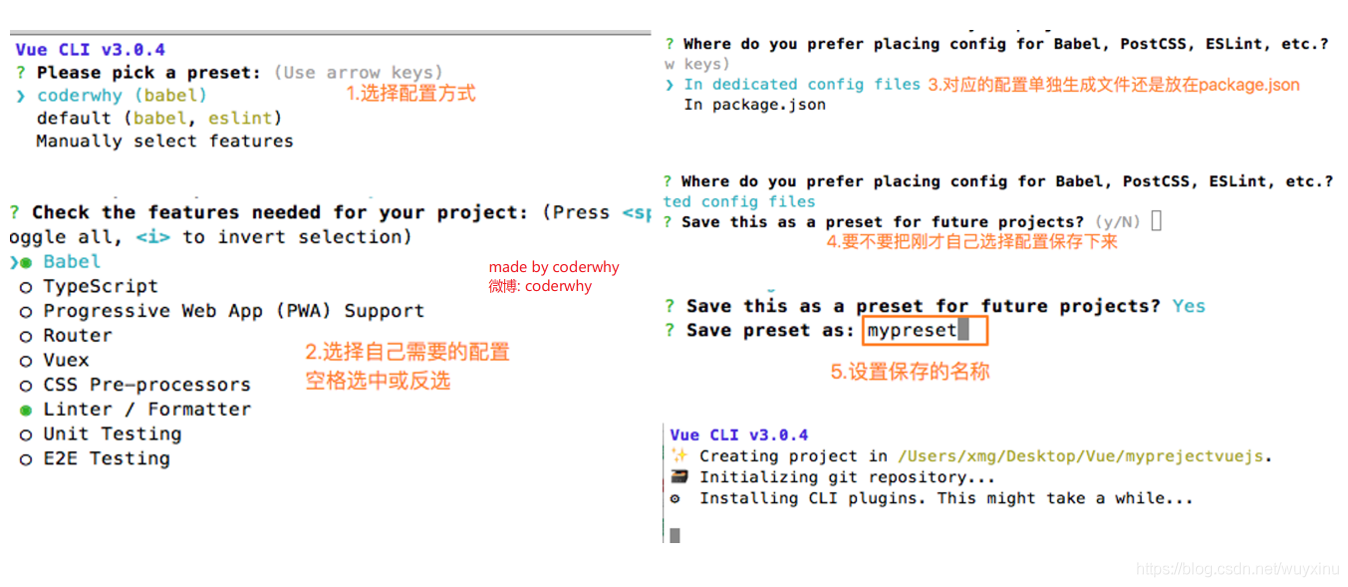 Vue CLI v3.0.4
? Please pick a preset: (Use arrow keys)
❯ coderwhy (babel)
1.选择配置方式
default (babel, eslint)
Manually select features
? Check the features needed for your project: (Press <sp
oggle all, <i> to invert selection)
❯◉ Babel
○ TypeScript
○ Progressive Web App (PWA) Support
○ Router
○ Vuex
○ CSS Pre-processors
◉ Linter / Formatter
○ Unit Testing
○ E2E Testing
2.选择自己需要的配置
空格选中或反选
made by coderwhy
微博: coderwhy
? Where do you prefer placing config for Babel, PostCSS, ESLint, etc.?
w keys)
❯ In dedicated config files 3.对应的配置单独生成文件还是放在package.json
In package.json
? Where do you prefer placing config for Babel, PostCSS, ESLint, etc.?
ted config files
? Save this as a preset for future projects? (y/N)
4.要不要把刚才自己选择配置保存下来
? Save this as a preset for future projects? Yes
? Save preset as: mypreset
5.设置保存的名称
Vue CLI v3.0.4
✨ Creating project in /Users/xmg/Desktop/Vue/myprejectvuejs.
🗃 Initializing git repository...
⚙ Installing CLI plugins. This might take a while...
https://blog.csdn.net/wuyxinu